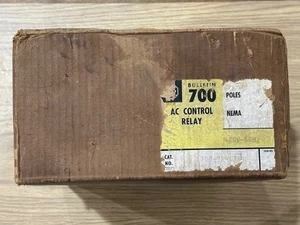 BULLETIN
700
POLES
AC CONTROL
RELAY
NEMA
CAT.
NO.